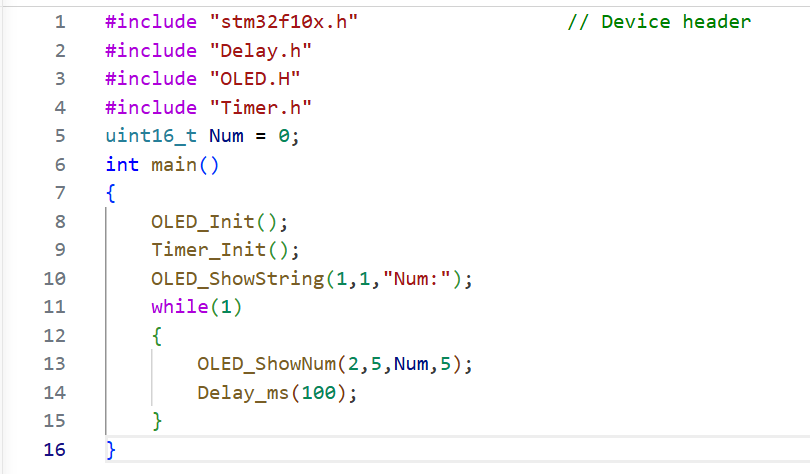 1 #include "stm32f10x.h" // Device header
2 #include "Delay.h"
3 #include "OLED.H"
4 #include "Timer.h"
5 uint16_t Num = 0;
6 int main()
7 {
8 OLED_Init();
9 Timer_Init();
10 OLED_ShowString(1,1,"Num:");
11 while(1)
12 {
13 OLED_ShowNum(2,5,Num,5);
14 Delay_ms(100);
15 }
16 }